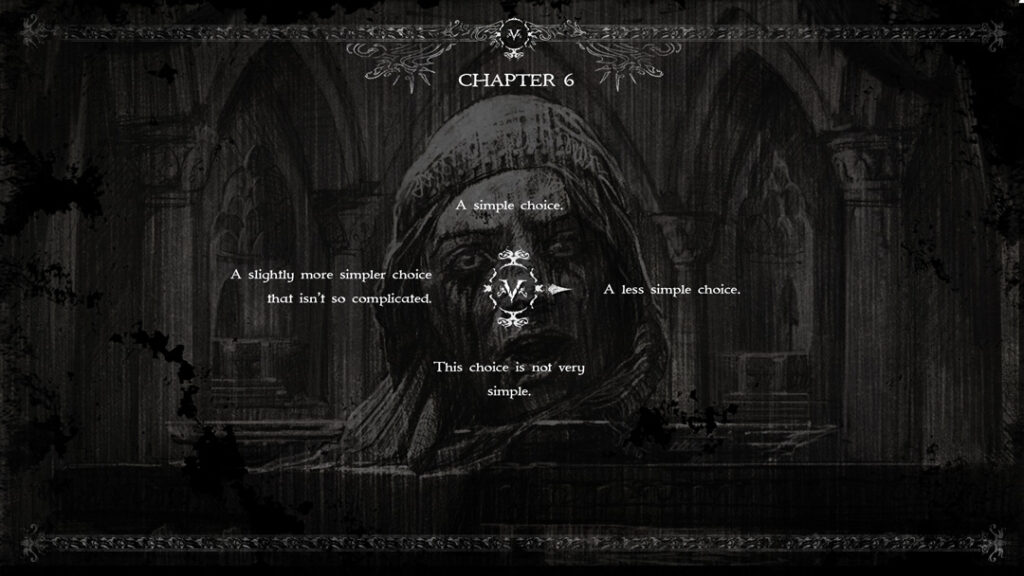 V
CHAPTER 6
A simple choice.
A slightly more simpler choice
that isn't so complicated.
V
A less simple choice.
This choice is not very
simple.